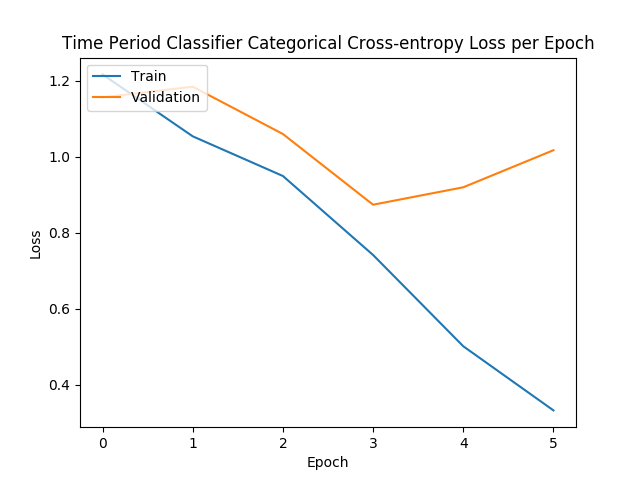 Time Period Classifier Categorical Cross-entropy Loss per Epoch
Train
Validation
1.2
1.0
0.8
0.6
0.4
Loss
0 1 2 3 4 5
Epoch